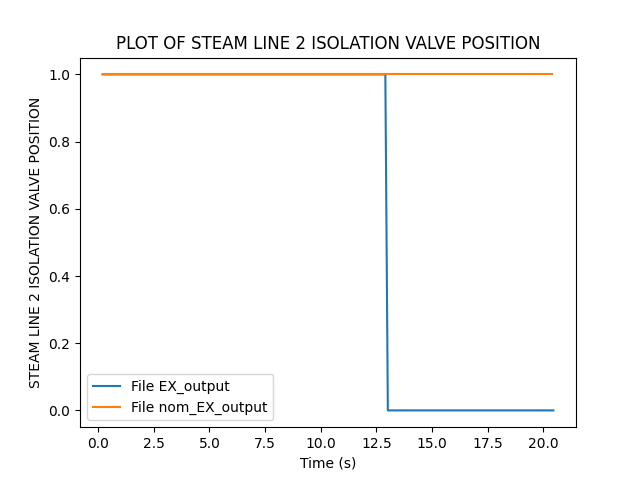 PLOT OF STEAM LINE 2 ISOLATION VALVE POSITION
STEAM LINE 2 ISOLATION VALVE POSITION
1.0
0.8
0.6
0.4
0.2
0.0
File EX_output
File nom_EX_output
0.0 2.5 5.0 7.5 10.0 12.5 15.0 17.5 20.0
Time (s)